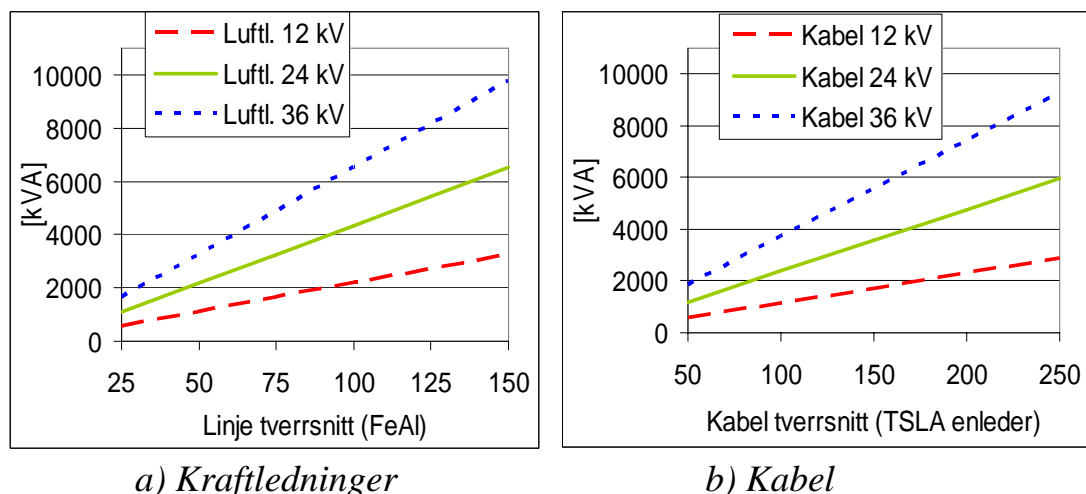 Luftl. 12 kV
Luftl. 24 kV
Luftl. 36 kV
10000
8000
6000
4000
2000
0
[kVA]
25 50 75 100 125 150
Linje tverrsnitt (FeAl)
a) Kraftledninger
Kabel 12 kV
Kabel 24 kV
Kabel 36 kV
10000
8000
6000
4000
2000
0
[kVA]
50 100 150 200 250
Kabel tverrsnitt (TSLA enleder)
b) Kabel